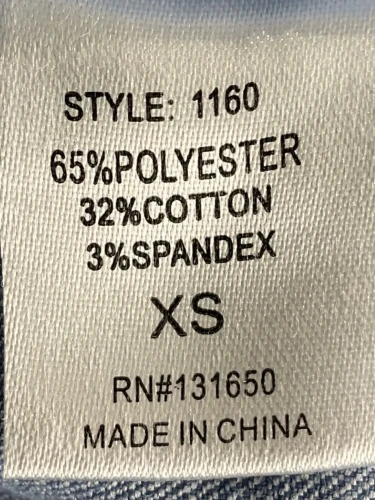 STYLE: 1160
65%POLYESTER
32%COTTON
3%SPANDEX
XS
RN#131650
MADE IN CHINA